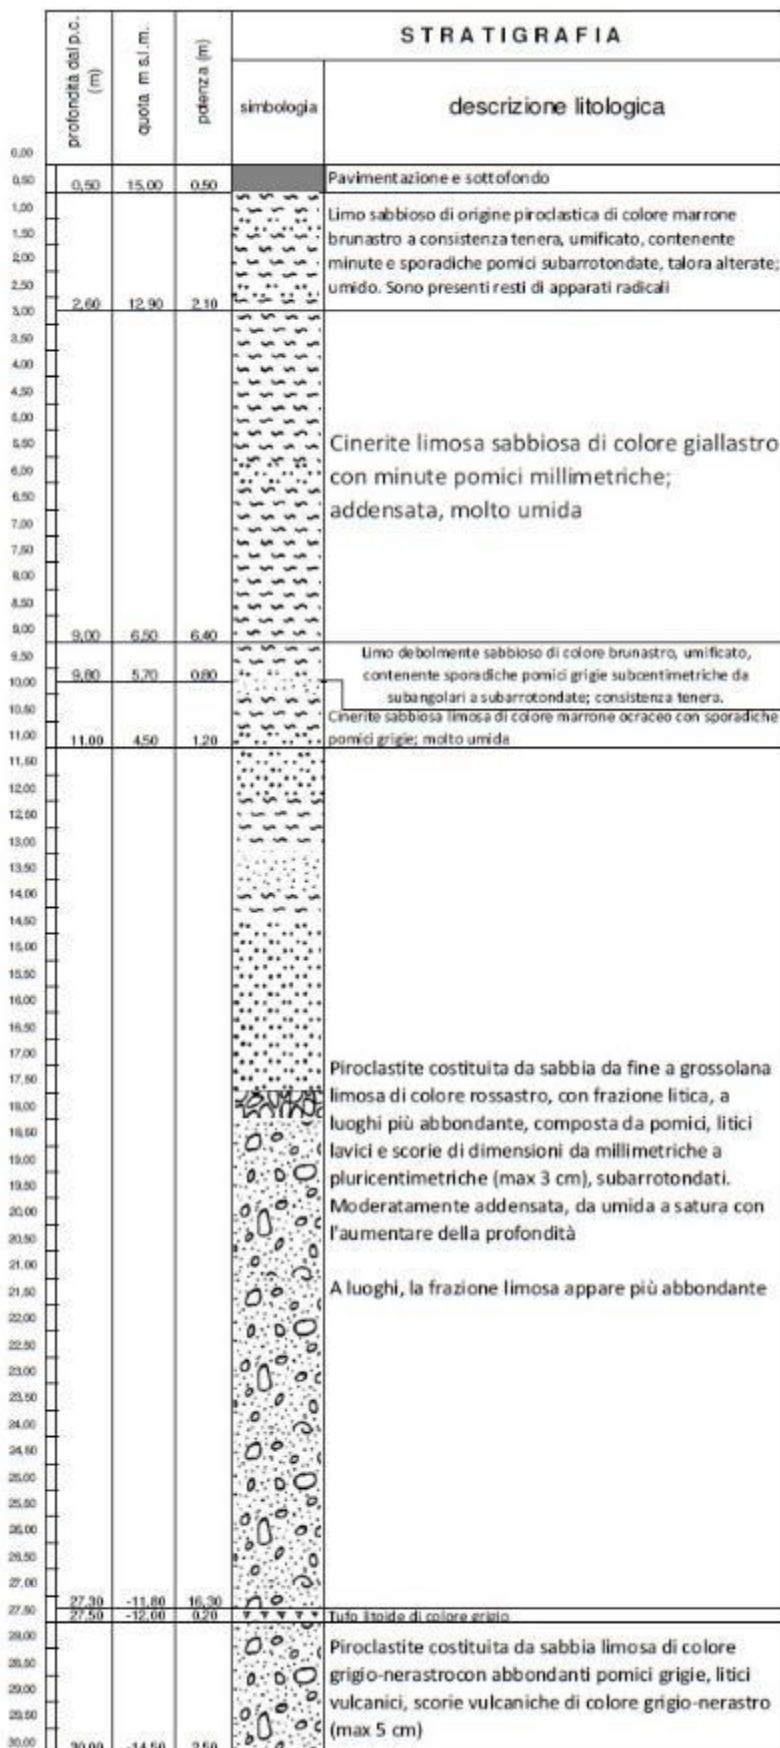 profondita dal p.c. (m)
quota m s.l.m.
potenza (m)
STRATIGRAFIA
simbologia
descrizione litologica
0,00
0,50
0,50 15,00 0,50
Pavimentazione e sottofondo
1,00
1,50
2,00
2,50
Limo sabbioso di origine piroclastica di colore marrone
brunastro a consistenza tenera, umificato, contenente
minute e sporadiche pomici subarrotondate, talora alterate;
umido. Sono presenti resti di apparati radicali
2,60 12,90 2,10
3,00
3,50
4,00
4,50
5,00
5,50
6,00
6,50
7,00
7,50
8,00
8,50
9,00
Cinerite limosa sabbiosa di colore giallastro
con minute pomici millimetriche;
addensata, molto umida
9,00 6,50 6,40
9,50
10,00
Limo debolmente sabbioso di colore brunastro, umificato,
contenente sporadiche pomici grigie subcentimetriche da
subangolari a subarrotondate; consistenza tenera.
9,80 5,70 0,80
10,50
11,00
Cinerite sabbiosa limosa di colore marrone ocraceo con sporadiche
pomici grigie; molto umida
11,00 4,50 1,20
11,50
12,00
12,50
13,00
13,50
14,00
14,50
15,00
15,50
16,00
16,50
17,00
17,50
18,00
18,50
19,00
19,50
20,00
20,50
21,00
21,50
22,00
22,50
23,00
23,50
24,00
24,50
25,00
25,50
26,00
26,50
27,00
27,50
Piroclastite costituita da sabbia da fine a grossolana
limosa di colore rossastro, con frazione litica, a
luoghi più abbondante, composta da pomici, litici
lavici e scorie di dimensioni da millimetriche a
pluricentimetriche (max 3 cm), subarrotondati.
Moderatamente addensata, da umida a satura con
l'aumentare della profondità
A luoghi, la frazione limosa appare più abbondante
27,30 -11,80 16,30
27,50 -12,00 0,20
Tufo litoide di colore grigio
28,00
28,50
29,00
29,50
30,00
Piroclastite costituita da sabbia limosa di colore
grigio-nerastrocon abbondanti pomici grigie, litici
vulcanici, scorie vulcaniche di colore grigio-nerastro
(max 5 cm)
30,00 -14,50 2,50